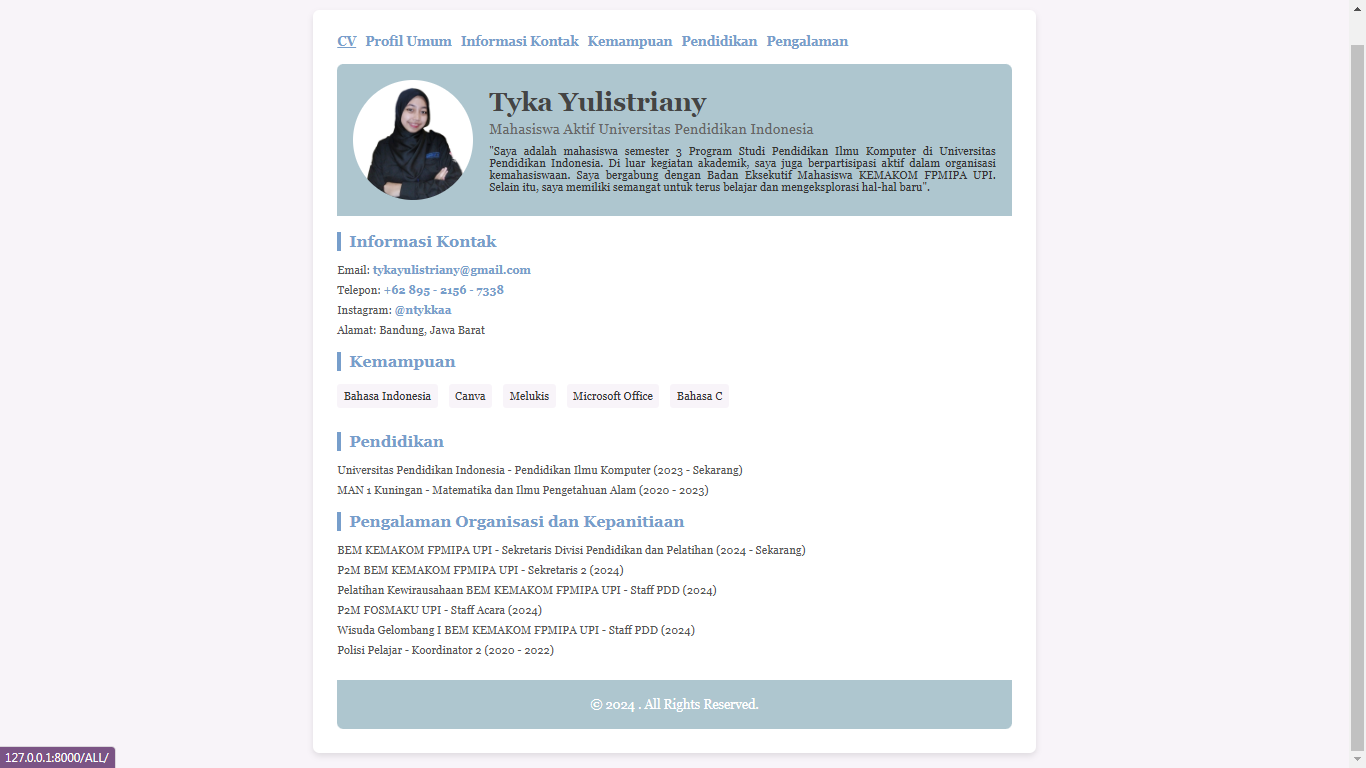 CV Profil Umum Informasi Kontak Kemampuan Pendidikan Pengalaman
Tyka Yulistriany
Mahasiswa Aktif Universitas Pendidikan Indonesia
"Saya adalah mahasiswa semester 3 Program Studi Pendidikan Ilmu Komputer di Universitas
Pendidikan Indonesia. Di luar kegiatan akademik, saya juga berpartisipasi aktif dalam organisasi
kemahasiswaan. Saya bergabung dengan Badan Eksekutif Mahasiswa KEMAKOM FPMIPA UPI.
Selain itu, saya memiliki semangat untuk terus belajar dan mengeksplorasi hal-hal baru".
Informasi Kontak
Email: tykayulistriany@gmail.com
Telepon: +62 895 - 2156 - 7338
Instagram: @ntykkaa
Alamat: Bandung, Jawa Barat
Kemampuan
Bahasa Indonesia Canva Melukis Microsoft Office Bahasa C
Pendidikan
Universitas Pendidikan Indonesia - Pendidikan Ilmu Komputer (2023 - Sekarang)
MAN 1 Kuningan - Matematika dan Ilmu Pengetahuan Alam (2020 - 2023)
Pengalaman Organisasi dan Kepanitiaan
BEM KEMAKOM FPMIPA UPI - Sekretaris Divisi Pendidikan dan Pelatihan (2024 - Sekarang)
P2M BEM KEMAKOM FPMIPA UPI - Sekretaris 2 (2024)
Pelatihan Kewirausahaan BEM KEMAKOM FPMIPA UPI - Staff PDD (2024)
P2M FOSMAKU UPI - Staff Acara (2024)
Wisuda Gelombang I BEM KEMAKOM FPMIPA UPI - Staff PDD (2024)
Polisi Pelajar - Koordinator 2 (2020 - 2022)
© 2024 . All Rights Reserved.
127.0.0.1:8000/ALL/